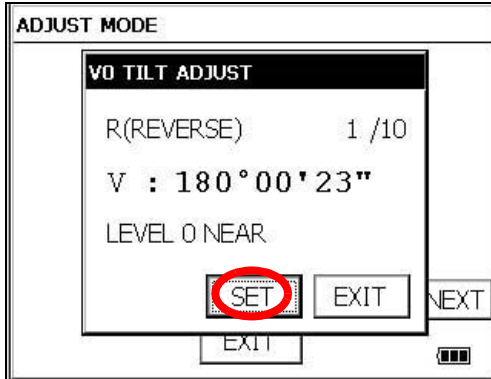 ADJUST MODE
V0 TILT ADJUST
R(REVERSE) 1 /10
V : 180°00'23"
LEVEL 0 NEAR
SET EXIT
NEXT
EXIT